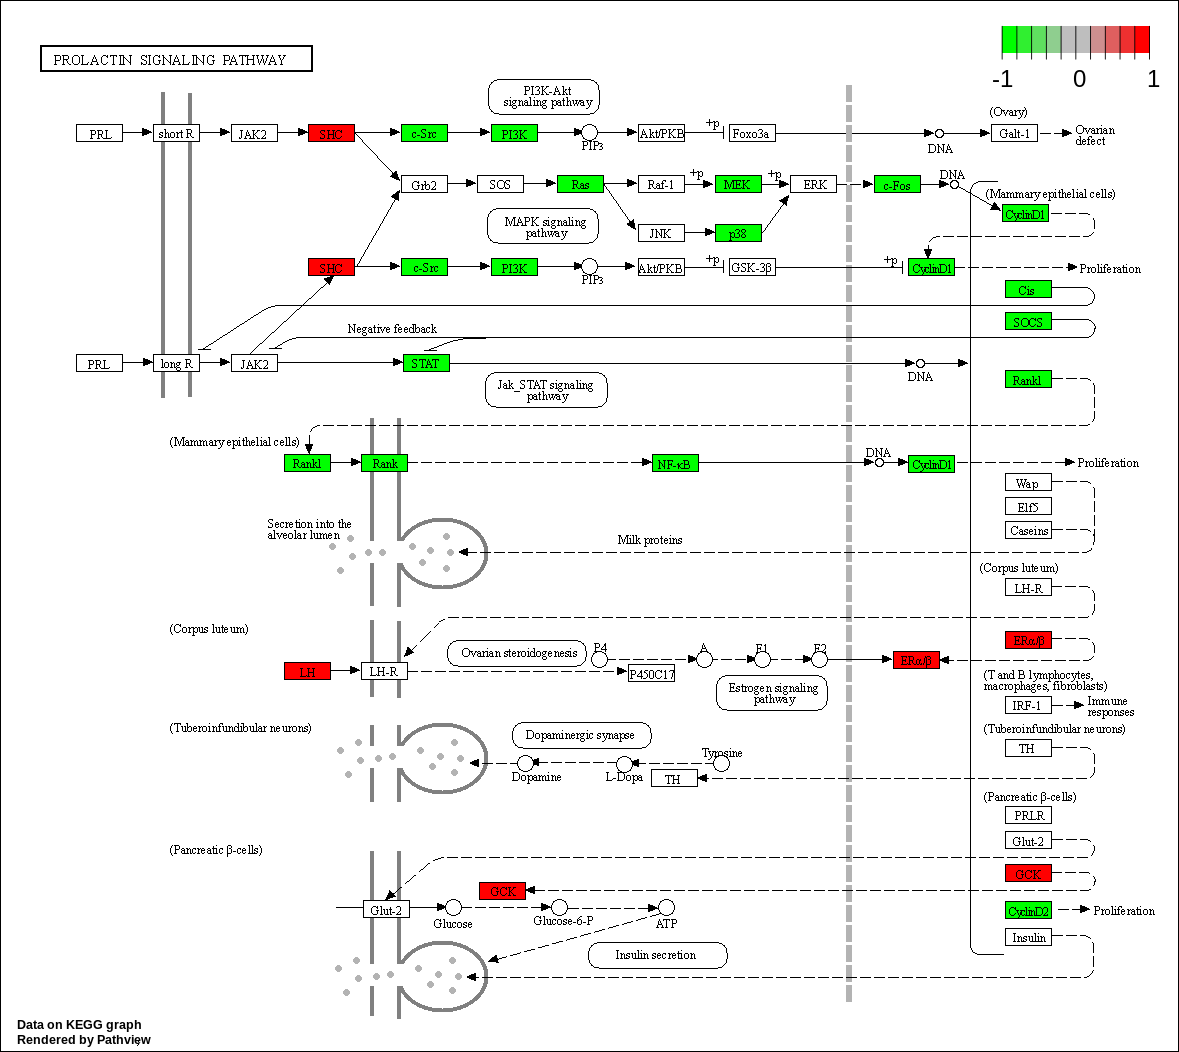 PROLACTIN SIGNALING PATHWAY
-1 0 1
PI3K-Akt
signaling pathway
(Ovary)
PRL short R JAK2 SHC c-Src PI3K PIP3 Akt/PKB +p Foxo3a DNA Galt-1 Ovarian
defect
Grb2 SOS Ras Raf-1 +p MEK +p ERK c-Fos DNA
(Mammary epithelial cells)
CyclinD1
MAPK signaling
pathway
JNK p38
SHC c-Src PI3K PIP3 Akt/PKB +p GSK-3β +p CyclinD1 Proliferation
Cis
SOCS
Negative feedback
PRL long R JAK2 STAT DNA
Jak_STAT signaling
pathway
Rankl
(Mammary epithelial cells)
Rankl Rank NF-κB DNA CyclinD1 Proliferation
Wap
Elf5
Caseins
Secretion into the
alveolar lumen
Milk proteins
(Corpus luteum)
LH-R
(Corpus luteum)
ERα/β
Ovarian steroidogenesis
P4 A E1 E2
LH LH-R P450C17 ERα/β
Estrogen signaling
pathway
(T and B lymphocytes,
macrophages, fibroblasts)
IRF-1 Immune
responses
(Tuberoinfundibular neurons)
(Tuberoinfundibular neurons)
TH
Dopaminergic synapse
Tyrosine
Dopamine L-Dopa TH
(Pancreatic β-cells)
PRLR
Glut-2
(Pancreatic β-cells)
GCK
GCK
Glut-2 Glucose Glucose-6-P ATP
CyclinD2 Proliferation
Insulin
Insulin secretion
Data on KEGG graph
Rendered by Pathview